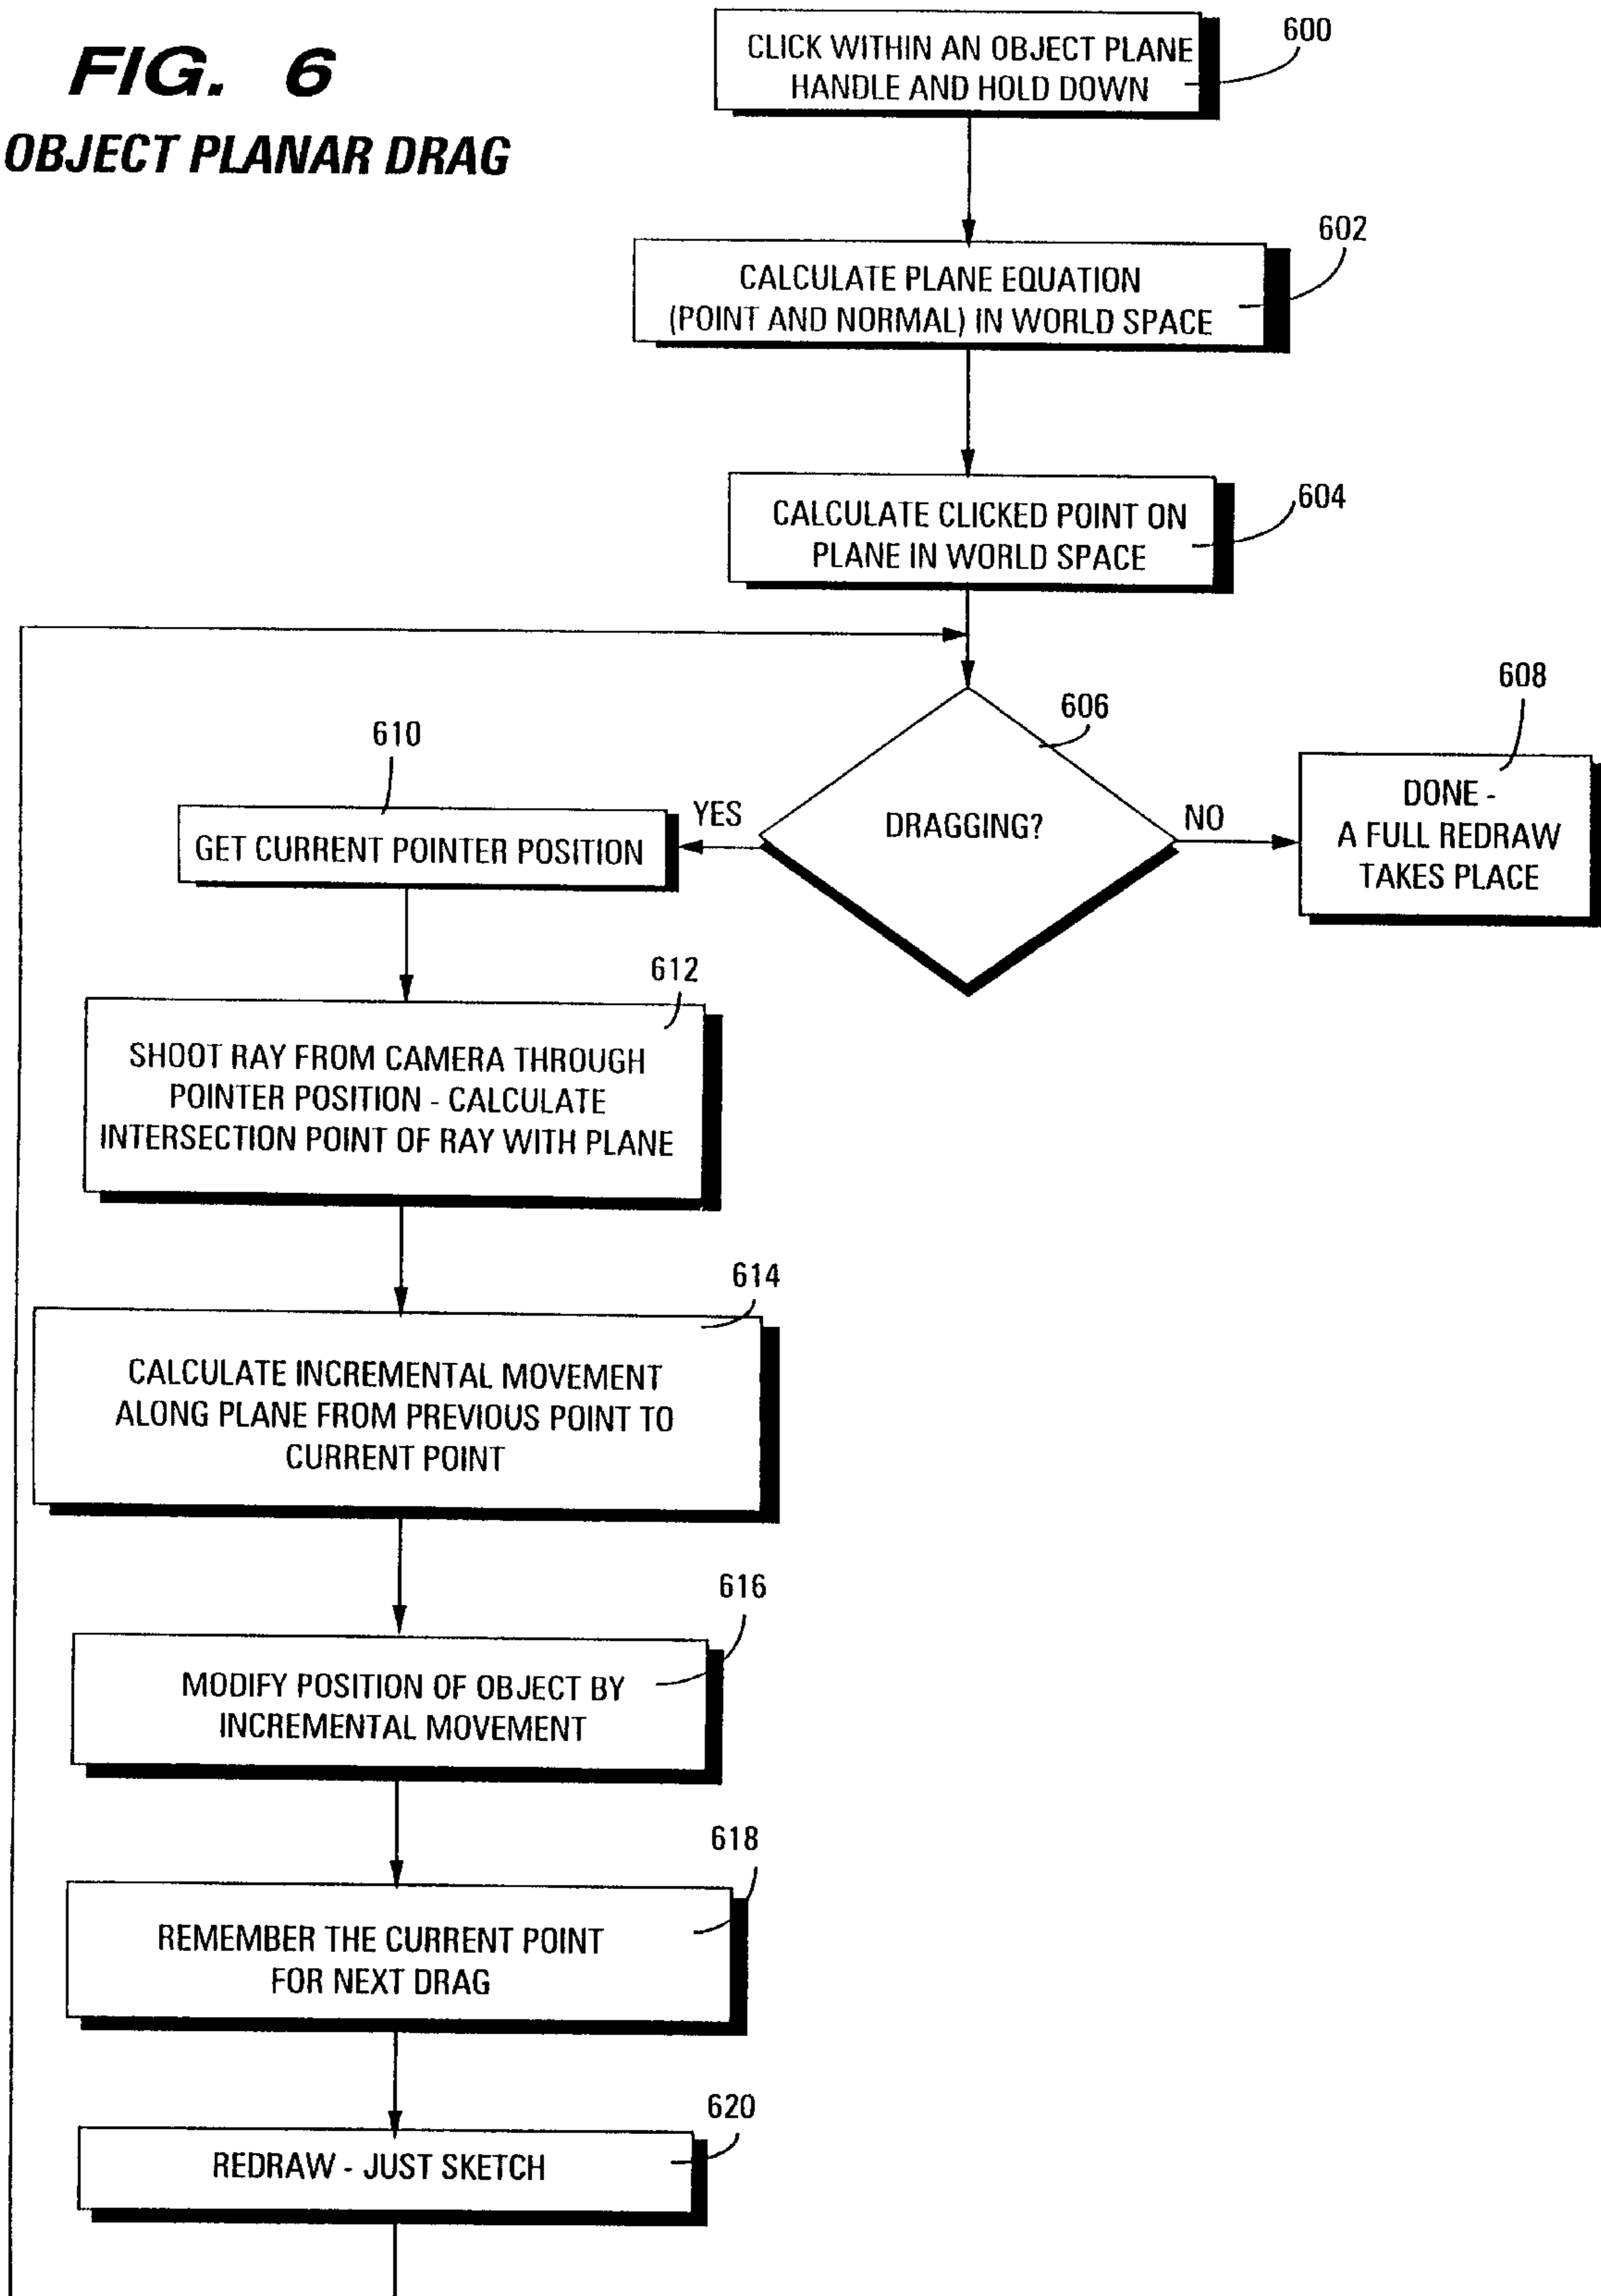 FIG. 6
OBJECT PLANAR DRAG
CLICK WITHIN AN OBJECT PLANE
HANDLE AND HOLD DOWN
600
CALCULATE PLANE EQUATION
(POINT AND NORMAL) IN WORLD SPACE
602
CALCULATE CLICKED POINT ON
PLANE IN WORLD SPACE
604
606
DRAGGING?
YES
NO
608
DONE -
A FULL REDRAW
TAKES PLACE
610
GET CURRENT POINTER POSITION
612
SHOOT RAY FROM CAMERA THROUGH
POINTER POSITION - CALCULATE
INTERSECTION POINT OF RAY WITH PLANE
614
CALCULATE INCREMENTAL MOVEMENT
ALONG PLANE FROM PREVIOUS POINT TO
CURRENT POINT
616
MODIFY POSITION OF OBJECT BY
INCREMENTAL MOVEMENT
618
REMEMBER THE CURRENT POINT
FOR NEXT DRAG
620
REDRAW - JUST SKETCH